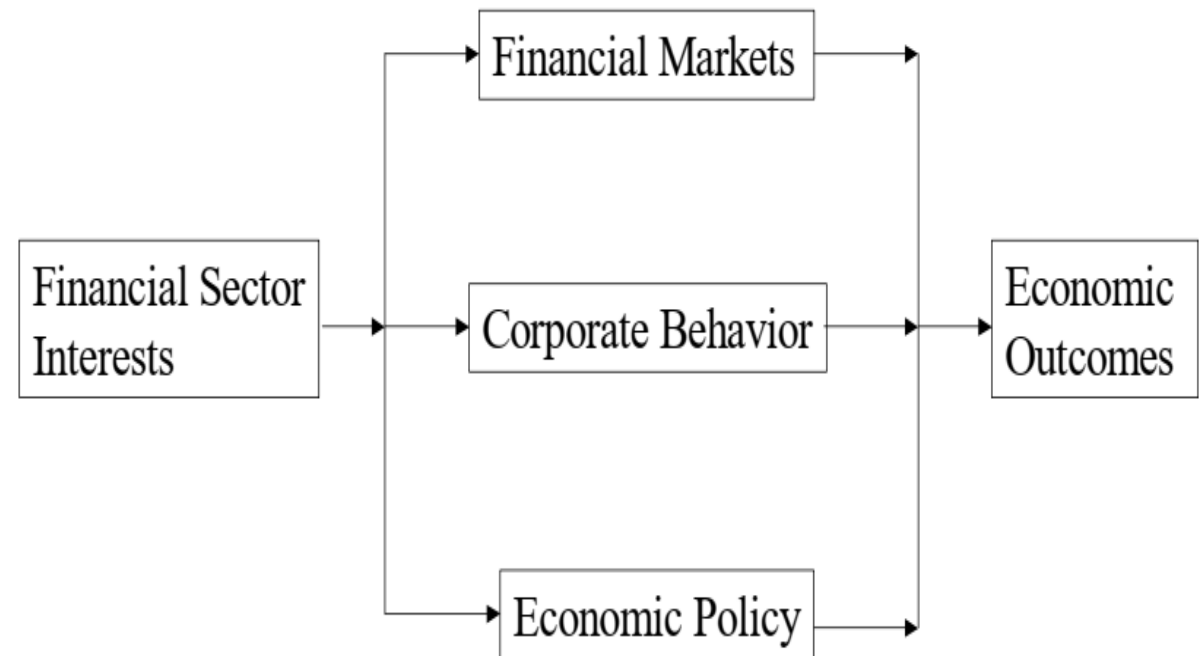 Financial Markets
Financial Sector
Interests
Corporate Behavior
Economic
Outcomes
Economic Policy